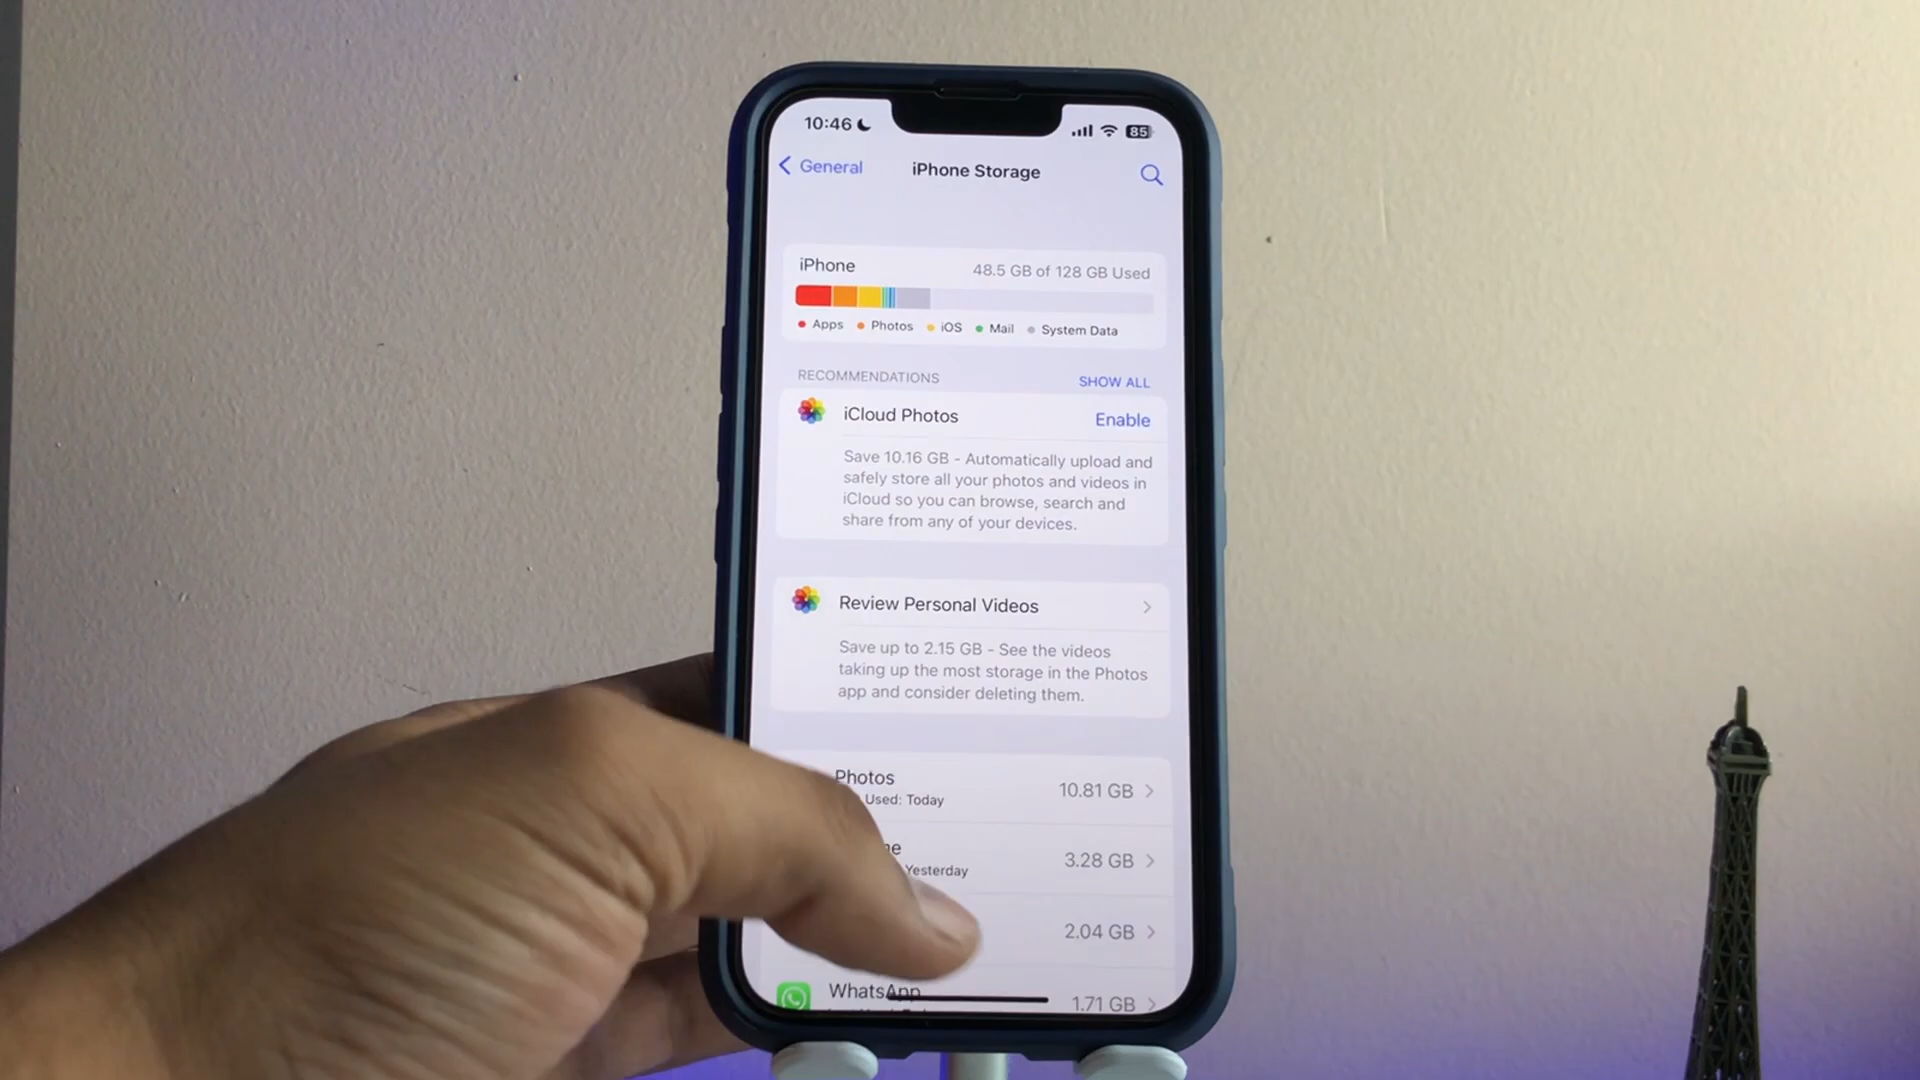 10:46
85
General
iPhone Storage
iPhone
48.5 GB of 128 GB Used
Apps
Photos
iOS
Mail
System Data
RECOMMENDATIONS
SHOW ALL
iCloud Photos
Enable
Save 10.16 GB - Automatically upload and
safely store all your photos and videos in
iCloud so you can browse, search and
share from any of your devices.
Review Personal Videos
Save up to 2.15 GB - See the videos
taking up the most storage in the Photos
app and consider deleting them.
Photos
10.81 GB
Used: Today
3.28 GB
Yesterday
2.04 GB
WhatsApp
1.71 GB